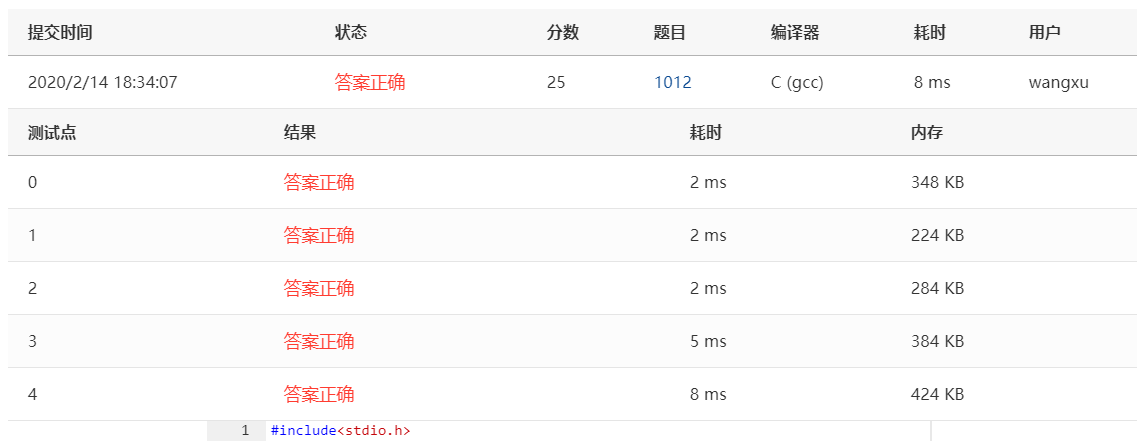 提交时间 状态 分数 题目 编译器 耗时 用户
2020/2/14 18:34:07 答案正确 25 1012 C (gcc) 8 ms wangxu
测试点 结果 耗时 内存
0 答案正确 2 ms 348 KB
1 答案正确 2 ms 224 KB
2 答案正确 2 ms 284 KB
3 答案正确 5 ms 384 KB
4 答案正确 8 ms 424 KB
1 #include<stdio.h>